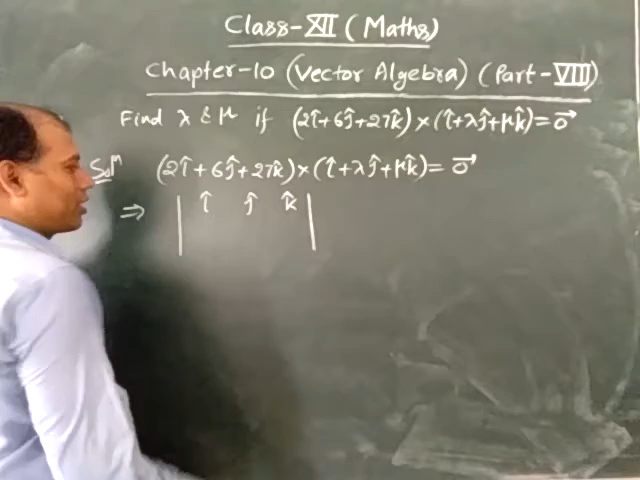 Class-XII (Maths)
Chapter-10 (Vector Algebra) (Part-VIII)
Find λ & μ if (2î+6ĵ+27k̂)×(î+λĵ+μk̂)=0⃗
Solⁿ (2î+6ĵ+27k̂)×(î+λĵ+μk̂)=0⃗
⇒ | î ĵ k̂ |